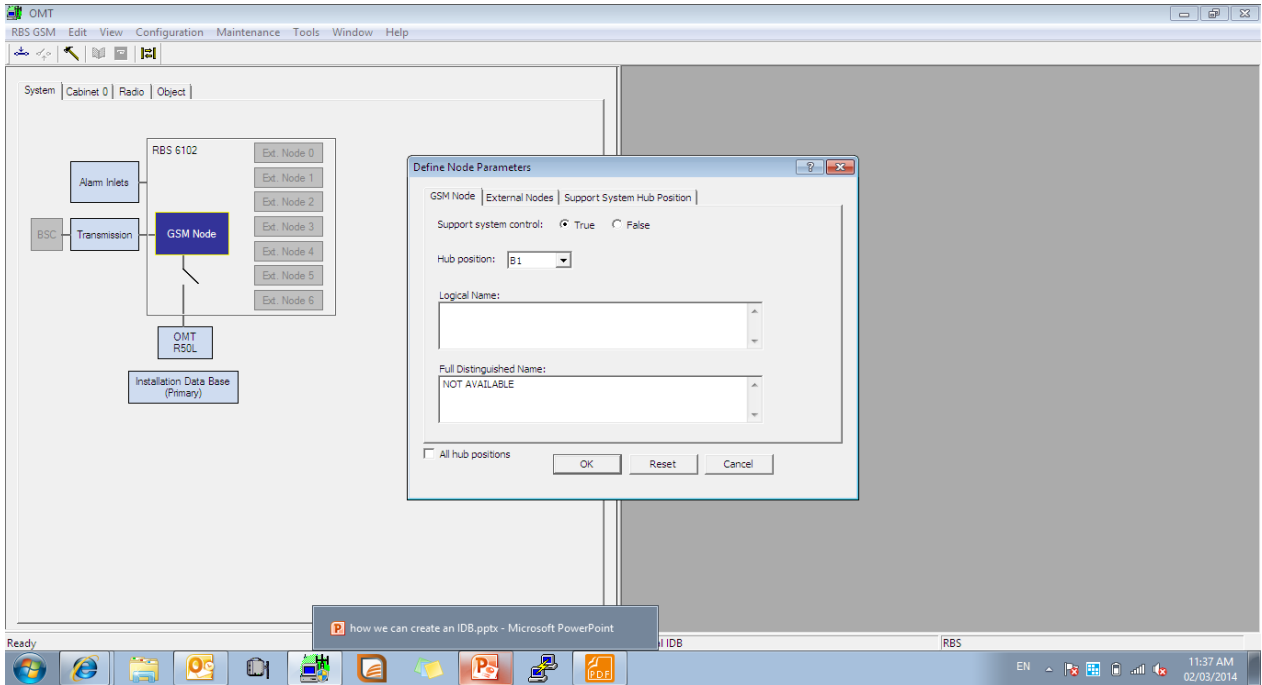 OMT
RBS GSM Edit View Configuration Maintenance Tools Window Help
System Cabinet 0 Radio Object
RBS 6102
Ext. Node 0
Alarm Inlets
Ext. Node 1
Ext. Node 2
BSC
Transmission
GSM Node
Ext. Node 3
Ext. Node 4
Ext. Node 5
Ext. Node 6
OMT
R50L
Installation Data Base
(Primary)
Define Node Parameters
GSM Node External Nodes Support System Hub Position
Support system control: True False
Hub position: B1
Logical Name:
Full Distinguished Name:
NOT AVAILABLE
All hub positions
OK Reset Cancel
how we can create an IDB.pptx - Microsoft PowerPoint
Ready
IDB
RBS
EN
11:37 AM
02/03/2014
PDF